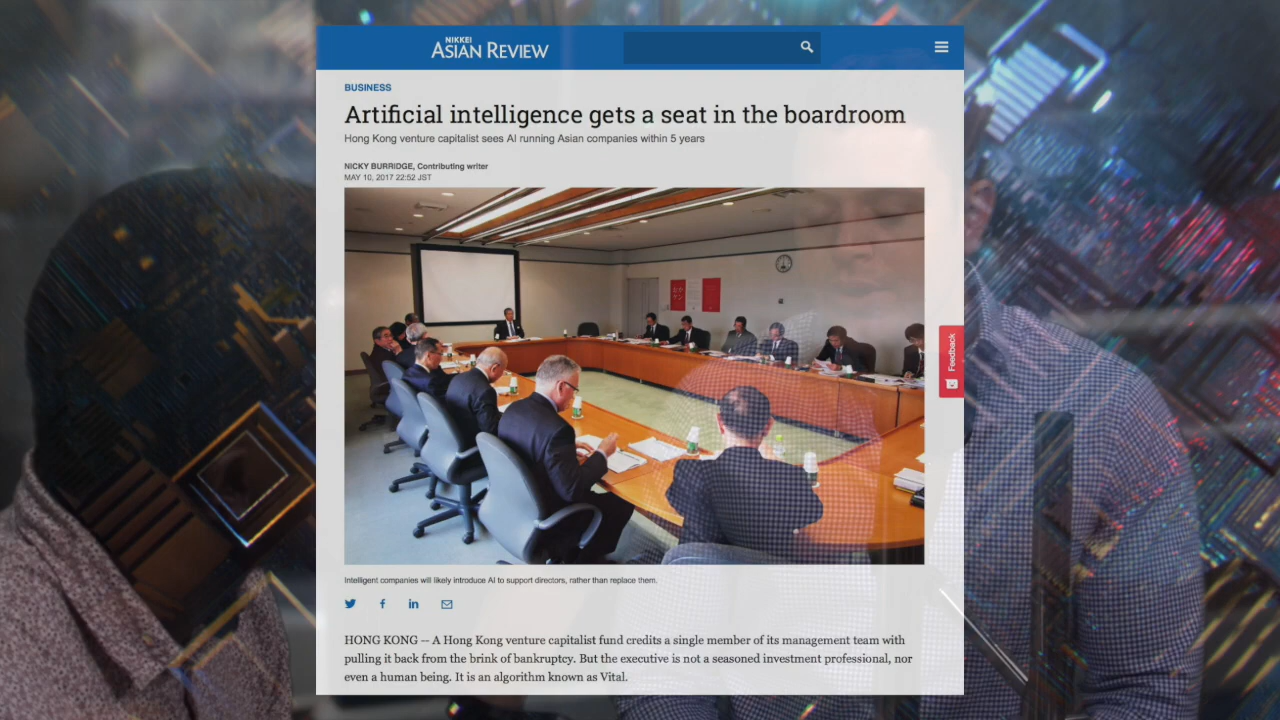 NIKKEI
ASIAN REVIEW
BUSINESS
Artificial intelligence gets a seat in the boardroom
Hong Kong venture capitalist sees AI running Asian companies within 5 years
NICKY BURRIDGE, Contributing writer
MAY 10, 2017 22:52 JST
Feedback
Intelligent companies will likely introduce AI to support directors, rather than replace them.
HONG KONG -- A Hong Kong venture capitalist fund credits a single member of its management team with
pulling it back from the brink of bankruptcy. But the executive is not a seasoned investment professional, nor
even a human being. It is an algorithm known as Vital.